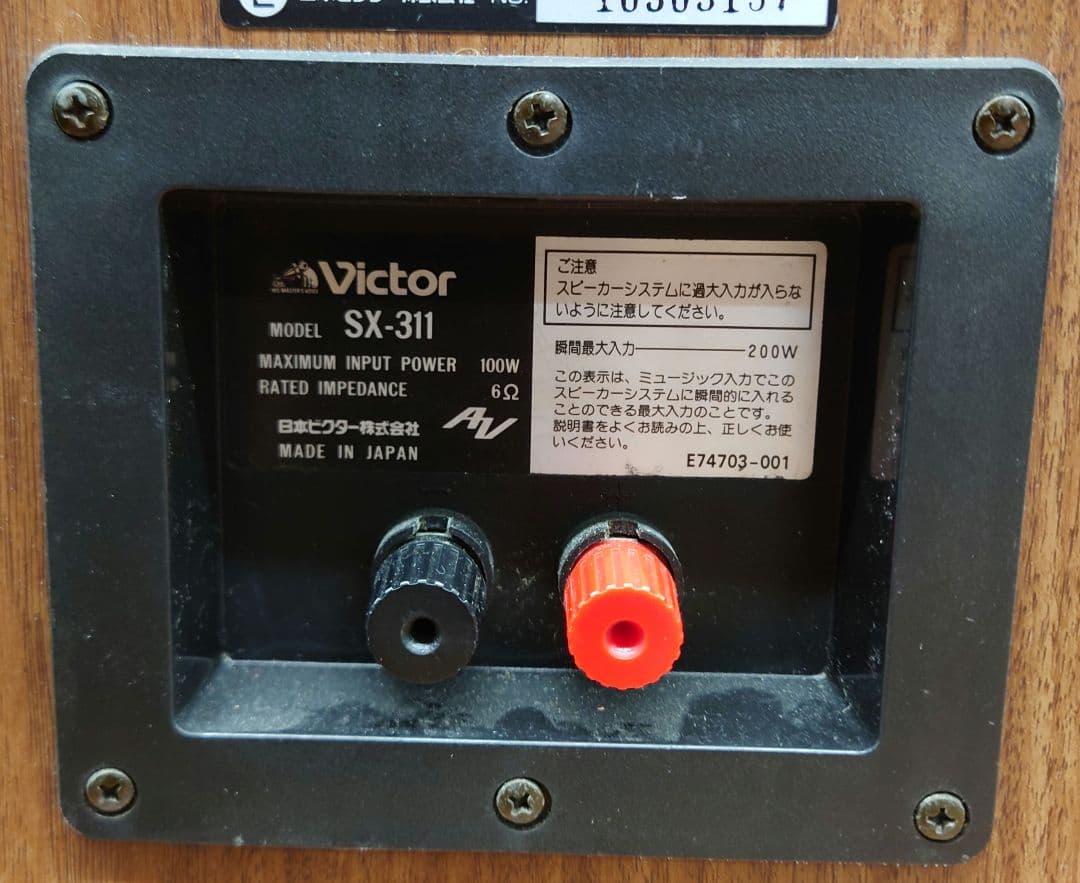 NO.
10303157
HIS MASTER'S VOICE
Victor
MODEL SX-311
MAXIMUM INPUT POWER 100W
RATED IMPEDANCE 6Ω
日本ビクター株式会社 AV
MADE IN JAPAN
ご注意
スピーカーシステムに過大入力が入らな
いように注意してください。
瞬間最大入力 200W
この表示は、ミュージック入力でこの
スピーカーシステムに瞬間的に入れる
ことのできる最大入力のことです。
説明書をよくお読みの上、正しくお使
いください。
E74703-001